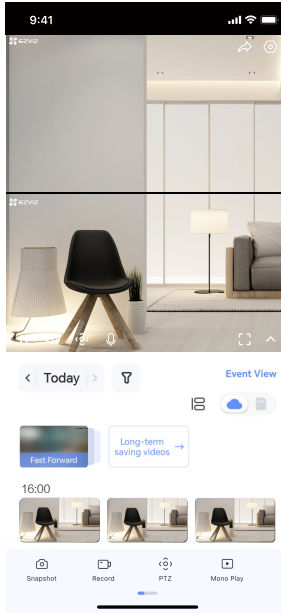 9:41
EZVIZ
EZVIZ
Today
Event View
Fast Forward
Long-term
saving videos
16:00
Snapshot
Record
PTZ
Mono Play